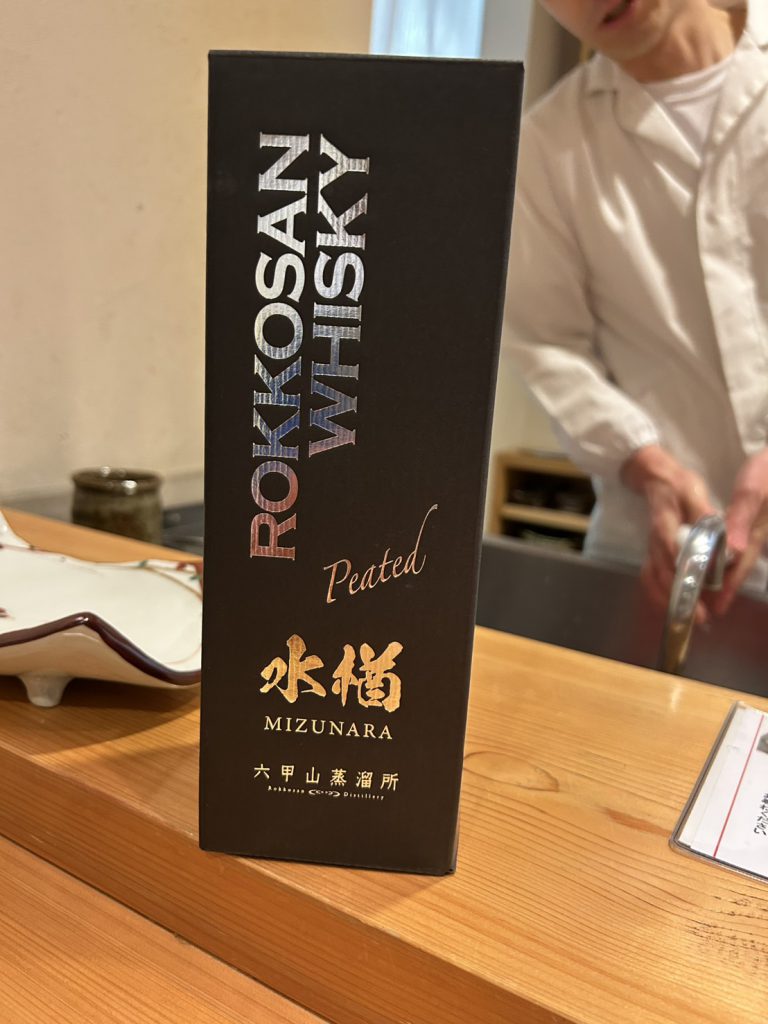 ROKKOSAN
WHISKY
Peated
水楢
MIZUNARA
六甲山蒸溜所
Rokkosan Distillery